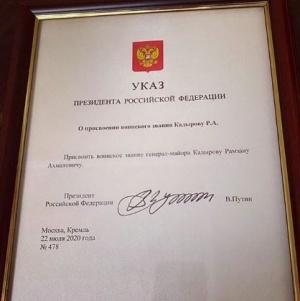 УКАЗ
ПРЕЗИДЕНТА РОССИЙСКОЙ ФЕДЕРАЦИИ
О присвоении воинского звания Кадырову Р.А.
Присвоить воинское звание генерал-майора Кадырову Рамзану
Ахматовичу.
Президент
Российской Федерации
В.Путин
Москва, Кремль
22 июля 2020 года
№ 478